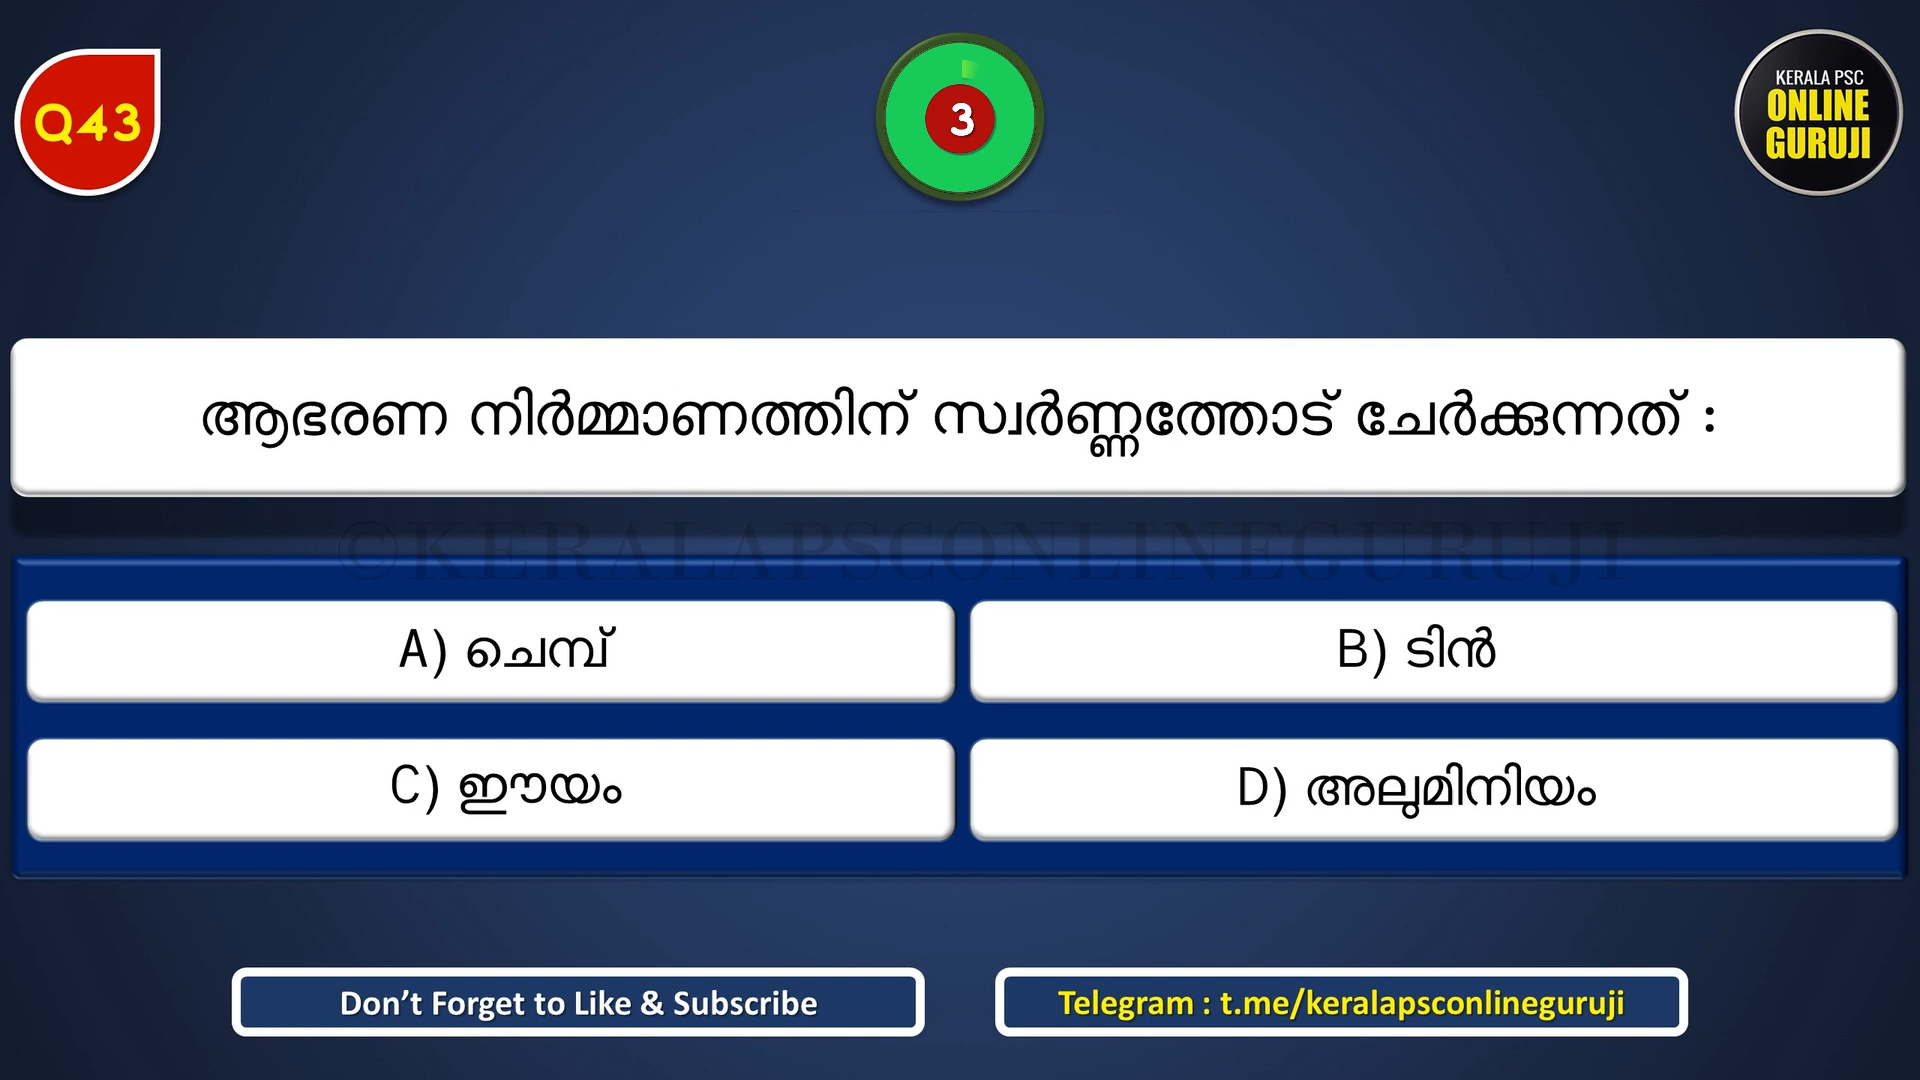 Q43
3
KERALA PSC
ONLINE
GURUJI
ആഭരണ നിർമ്മാണത്തിന് സ്വർണ്ണത്തോട് ചേർക്കുന്നത് :
©KERALAPSCONLINEGURUJI
A) ചെമ്പ്
B) ടിൻ
C) ഈയം
D) അലുമിനിയം
Don’t Forget to Like & Subscribe
Telegram : t.me/keralapsconlineguruji